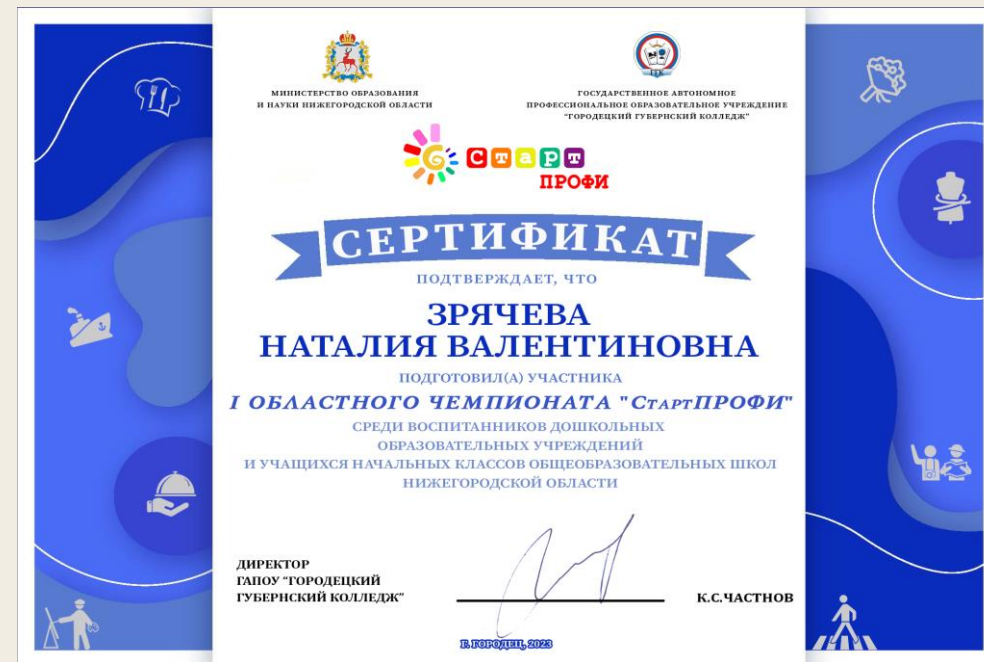 МИНИСТЕРСТВО ОБРАЗОВАНИЯ
И НАУКИ НИЖЕГОРОДСКОЙ ОБЛАСТИ
ГОСУДАРСТВЕННОЕ АВТОНОМНОЕ
ПРОФЕССИОНАЛЬНОЕ ОБРАЗОВАТЕЛЬНОЕ УЧРЕЖДЕНИЕ
"ГОРОДЕЦКИЙ ГУБЕРНСКИЙ КОЛЛЕДЖ"
Старт
ПРОФИ
СЕРТИФИКАТ
ПОДТВЕРЖДАЕТ, ЧТО
ЗРЯЧЕВА
НАТАЛИЯ ВАЛЕНТИНОВНА
ПОДГОТОВИЛ(А) УЧАСТНИКА
I ОБЛАСТНОГО ЧЕМПИОНАТА "СтартПРОФИ"
СРЕДИ ВОСПИТАННИКОВ ДОШКОЛЬНЫХ
ОБРАЗОВАТЕЛЬНЫХ УЧРЕЖДЕНИЙ
И УЧАЩИХСЯ НАЧАЛЬНЫХ КЛАССОВ ОБЩЕОБРАЗОВАТЕЛЬНЫХ ШКОЛ
НИЖЕГОРОДСКОЙ ОБЛАСТИ
ДИРЕКТОР
ГАПОУ "ГОРОДЕЦКИЙ
ГУБЕРНСКИЙ КОЛЛЕДЖ"
К.С.ЧАСТНОВ
Г. ГОРОДЕЦ, 2023